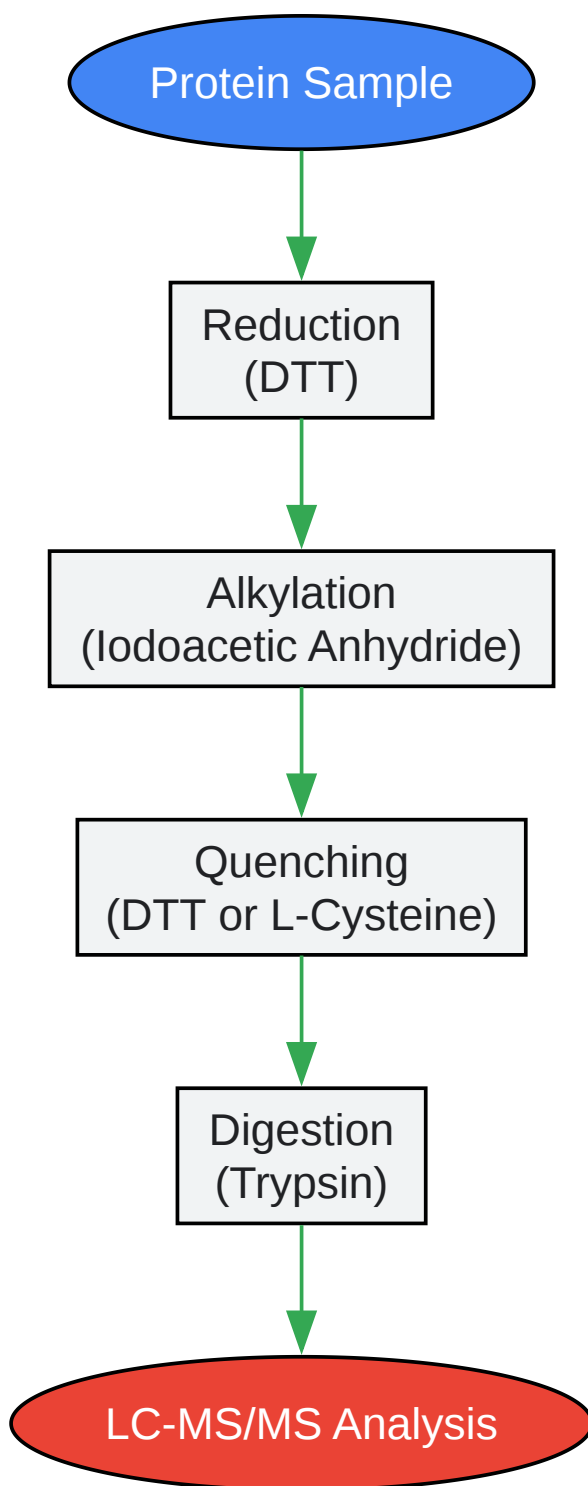 Protein Sample
Reduction
(DTT)
Alkylation
(Iodoacetic Anhydride)
Quenching
(DTT or L-Cysteine)
Digestion
(Trypsin)
LC-MS/MS Analysis